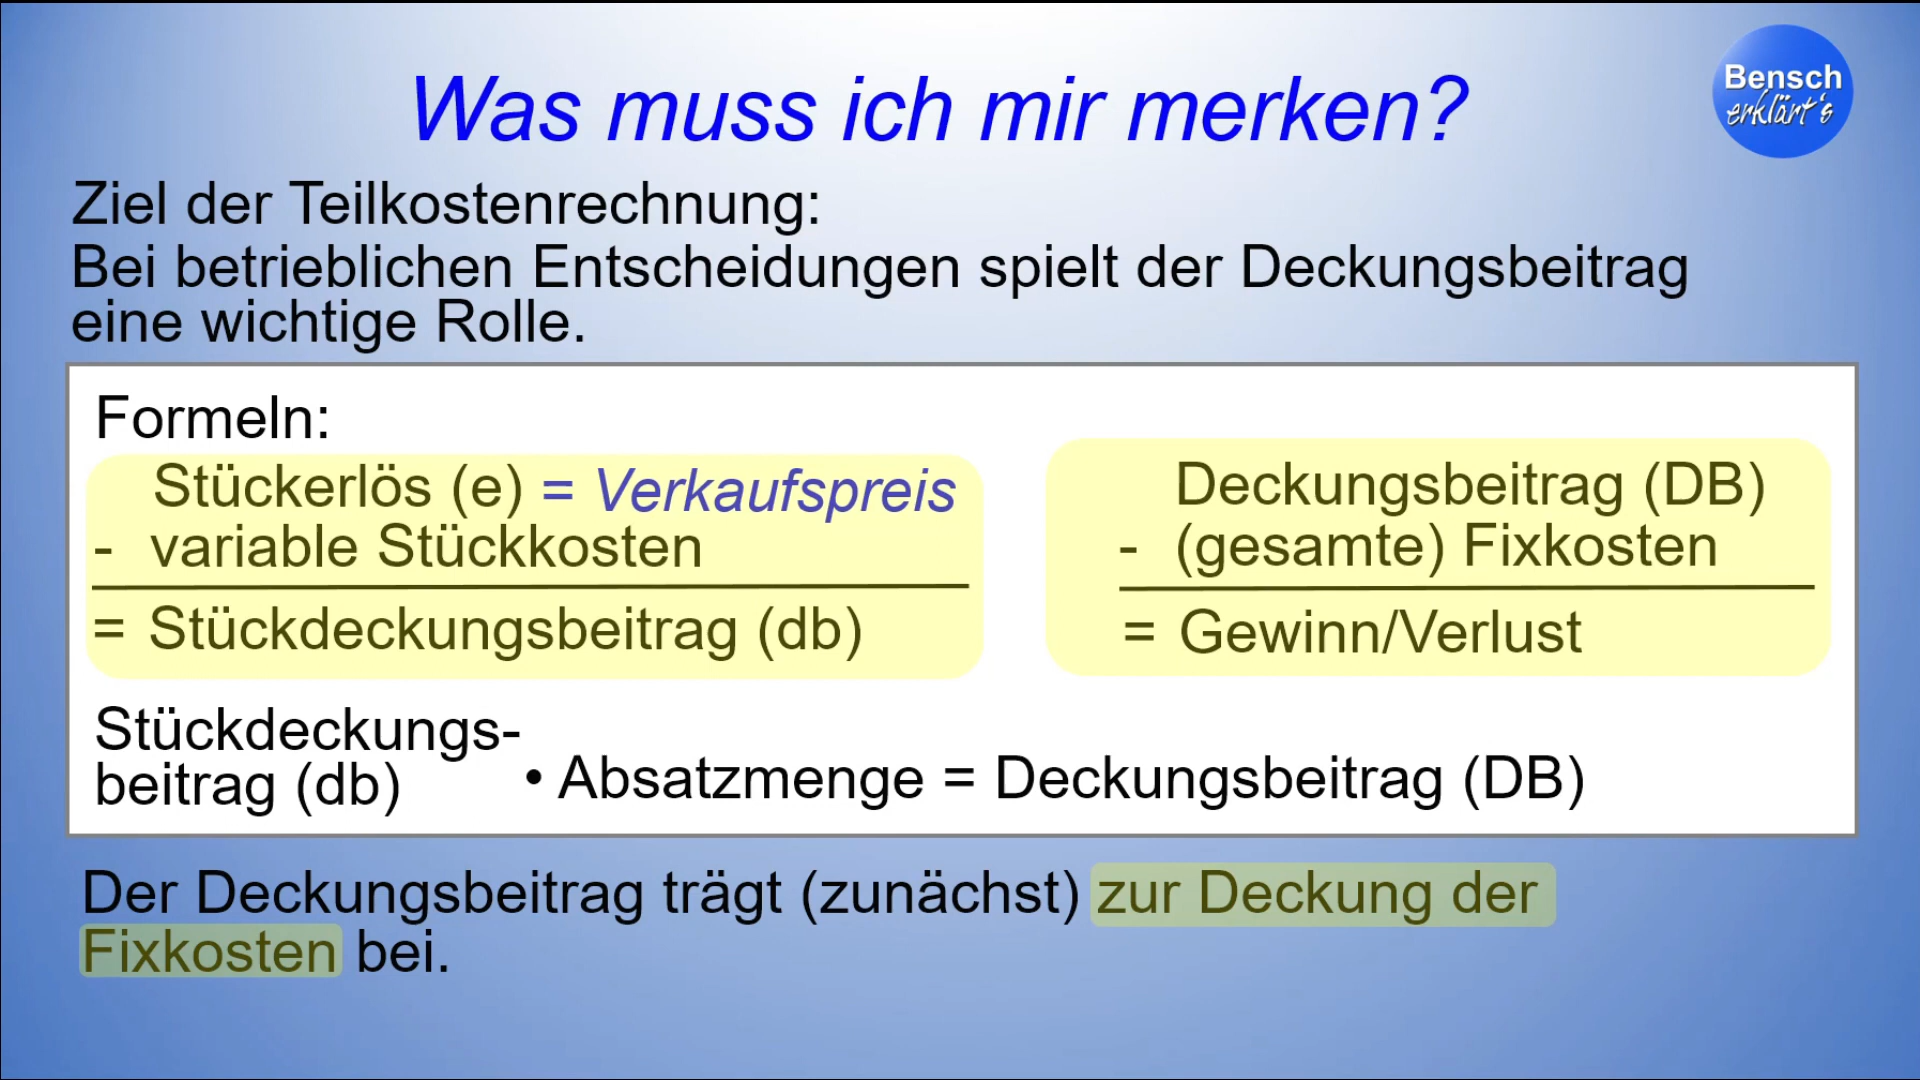 Bensch
erklärt's
Was muss ich mir merken?
Ziel der Teilkostenrechnung:
Bei betrieblichen Entscheidungen spielt der Deckungsbeitrag
eine wichtige Rolle.
Formeln:
Stückerlös (e) = Verkaufspreis
- variable Stückkosten
= Stückdeckungsbeitrag (db)
Deckungsbeitrag (DB)
- (gesamte) Fixkosten
= Gewinn/Verlust
Stückdeckungs-
beitrag (db) • Absatzmenge = Deckungsbeitrag (DB)
Der Deckungsbeitrag trägt (zunächst) zur Deckung der
Fixkosten bei.